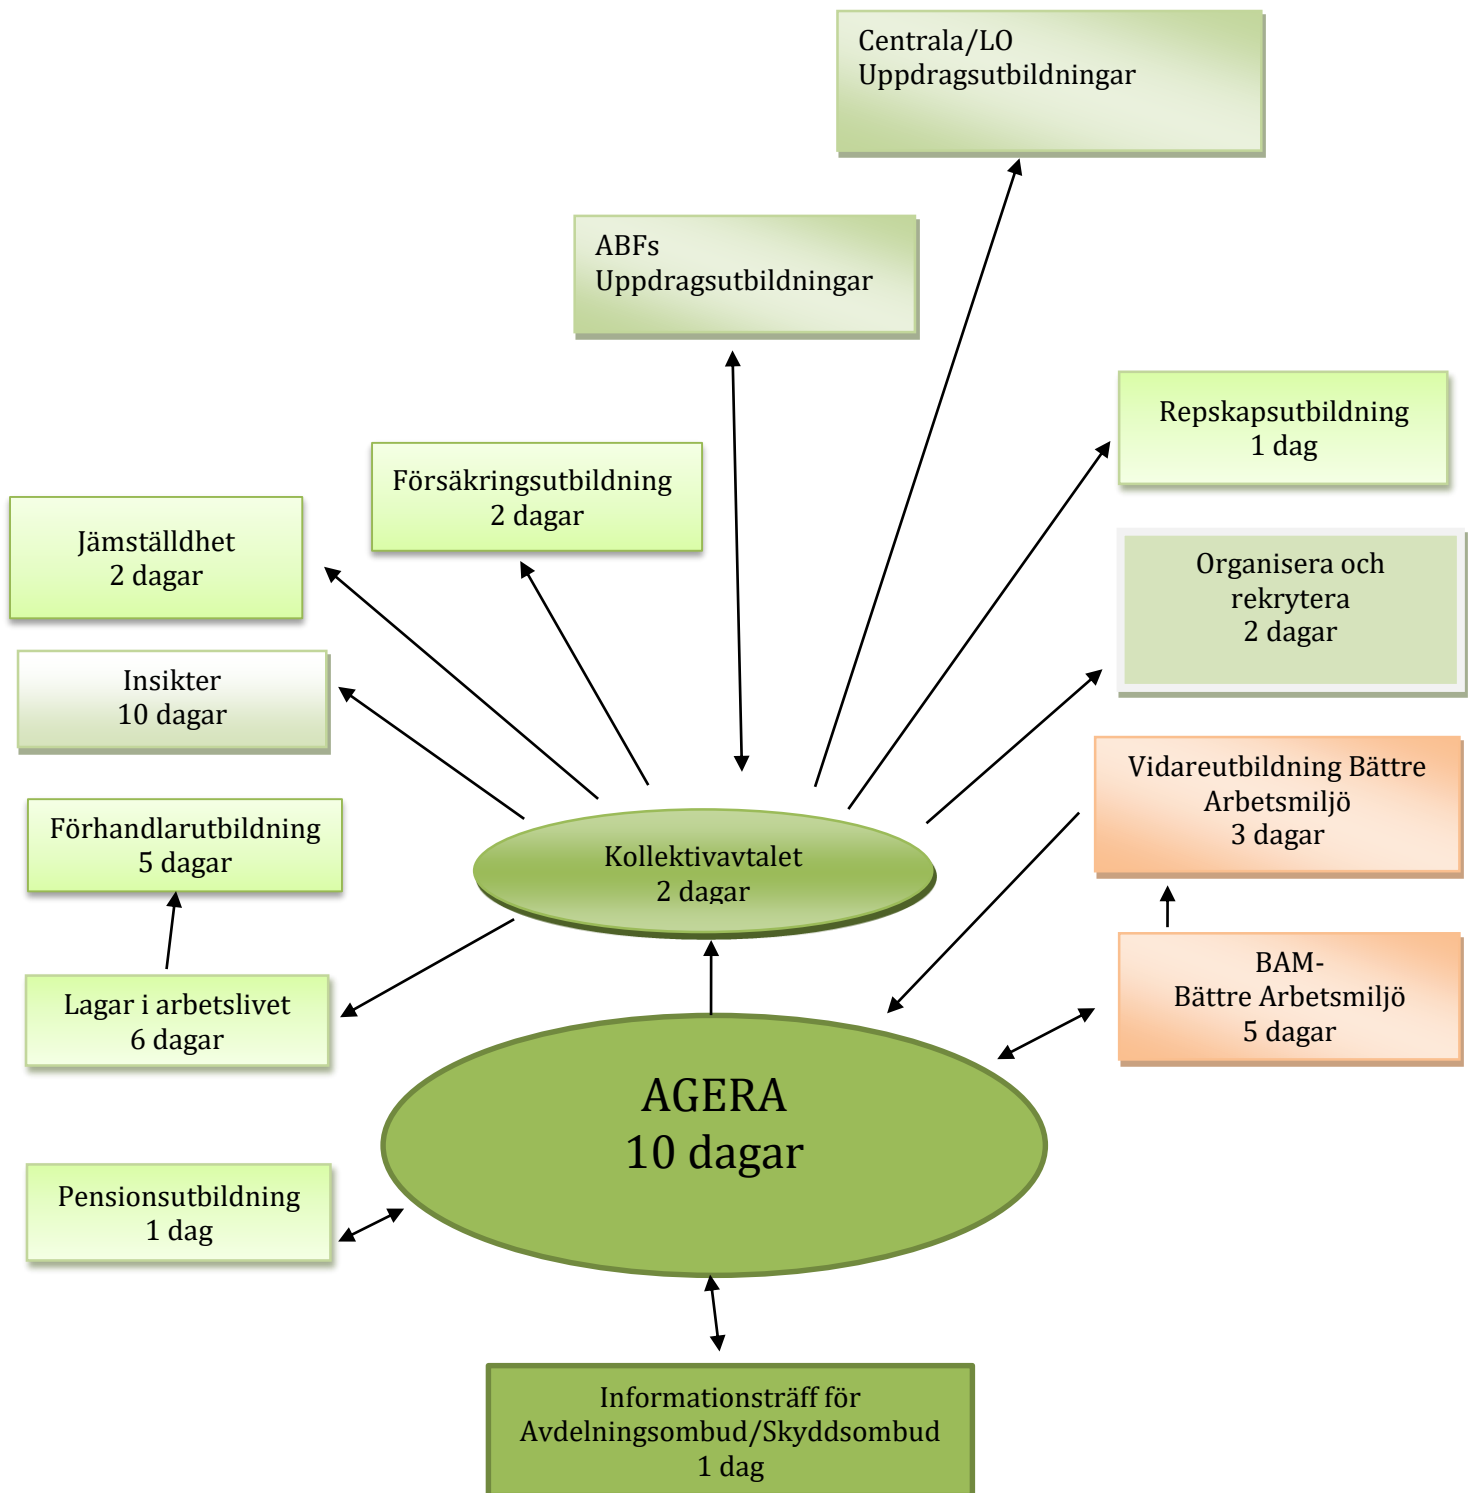 Centrala/LO
Uppdragsutbildningar
ABFs
Uppdragsutbildningar
Repskapsutbildning
1 dag
Försäkringsutbildning
2 dagar
Jämställdhet
2 dagar
Organisera och
rekrytera
2 dagar
Insikter
10 dagar
Vidareutbildning Bättre
Arbetsmiljö
3 dagar
Förhandlarutbildning
5 dagar
Kollektivavtalet
2 dagar
BAM-
Bättre Arbetsmiljö
5 dagar
Lagar i arbetslivet
6 dagar
AGERA
10 dagar
Pensionsutbildning
1 dag
Informationsträff för
Avdelningsombud/Skyddsombud
1 dag